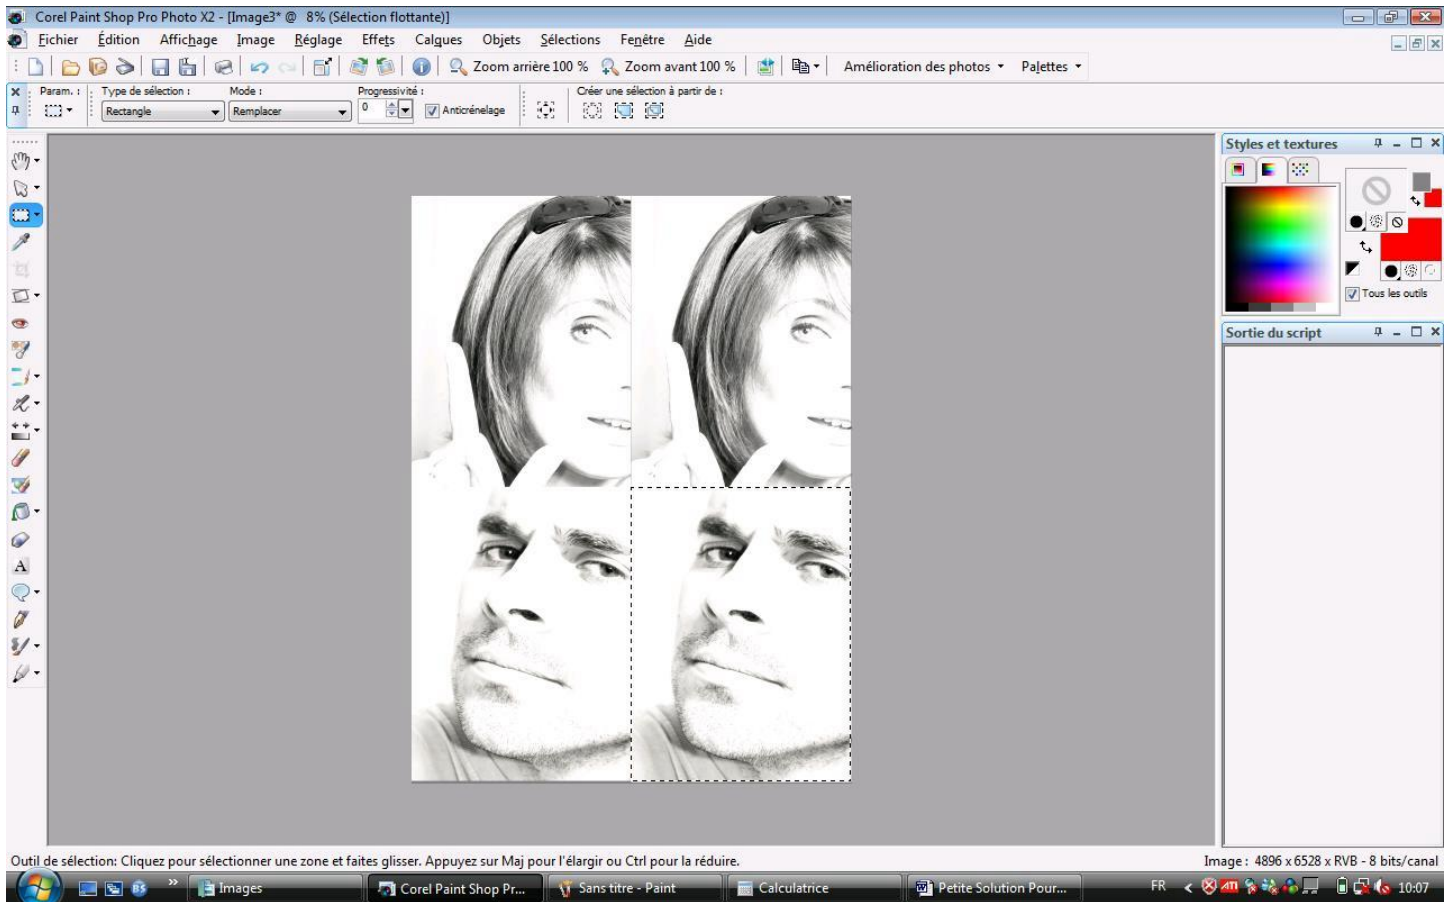 Corel Paint Shop Pro Photo X2 - [Image3* @ 8% (Sélection flottante)]
Fichier Édition Affichage Image Réglage Effets Calques Objets Sélections Fenêtre Aide
Zoom arrière 100 % Zoom avant 100 % Amélioration des photos Palettes
Param. : Type de sélection : Mode : Progressivité : Créer une sélection à partir de :
Rectangle Remplacer 0 Anticrénelage
Styles et textures
Tous les outils
Sortie du script
A
Outil de sélection: Cliquez pour sélectionner une zone et faites glisser. Appuyez sur Maj pour l'élargir ou Ctrl pour la réduire.
Image : 4896 x 6528 x RVB - 8 bits/canal
BS » Images Corel Paint Shop Pr... Sans titre - Paint Calculatrice Petite Solution Pour... FR < ATI 10:07